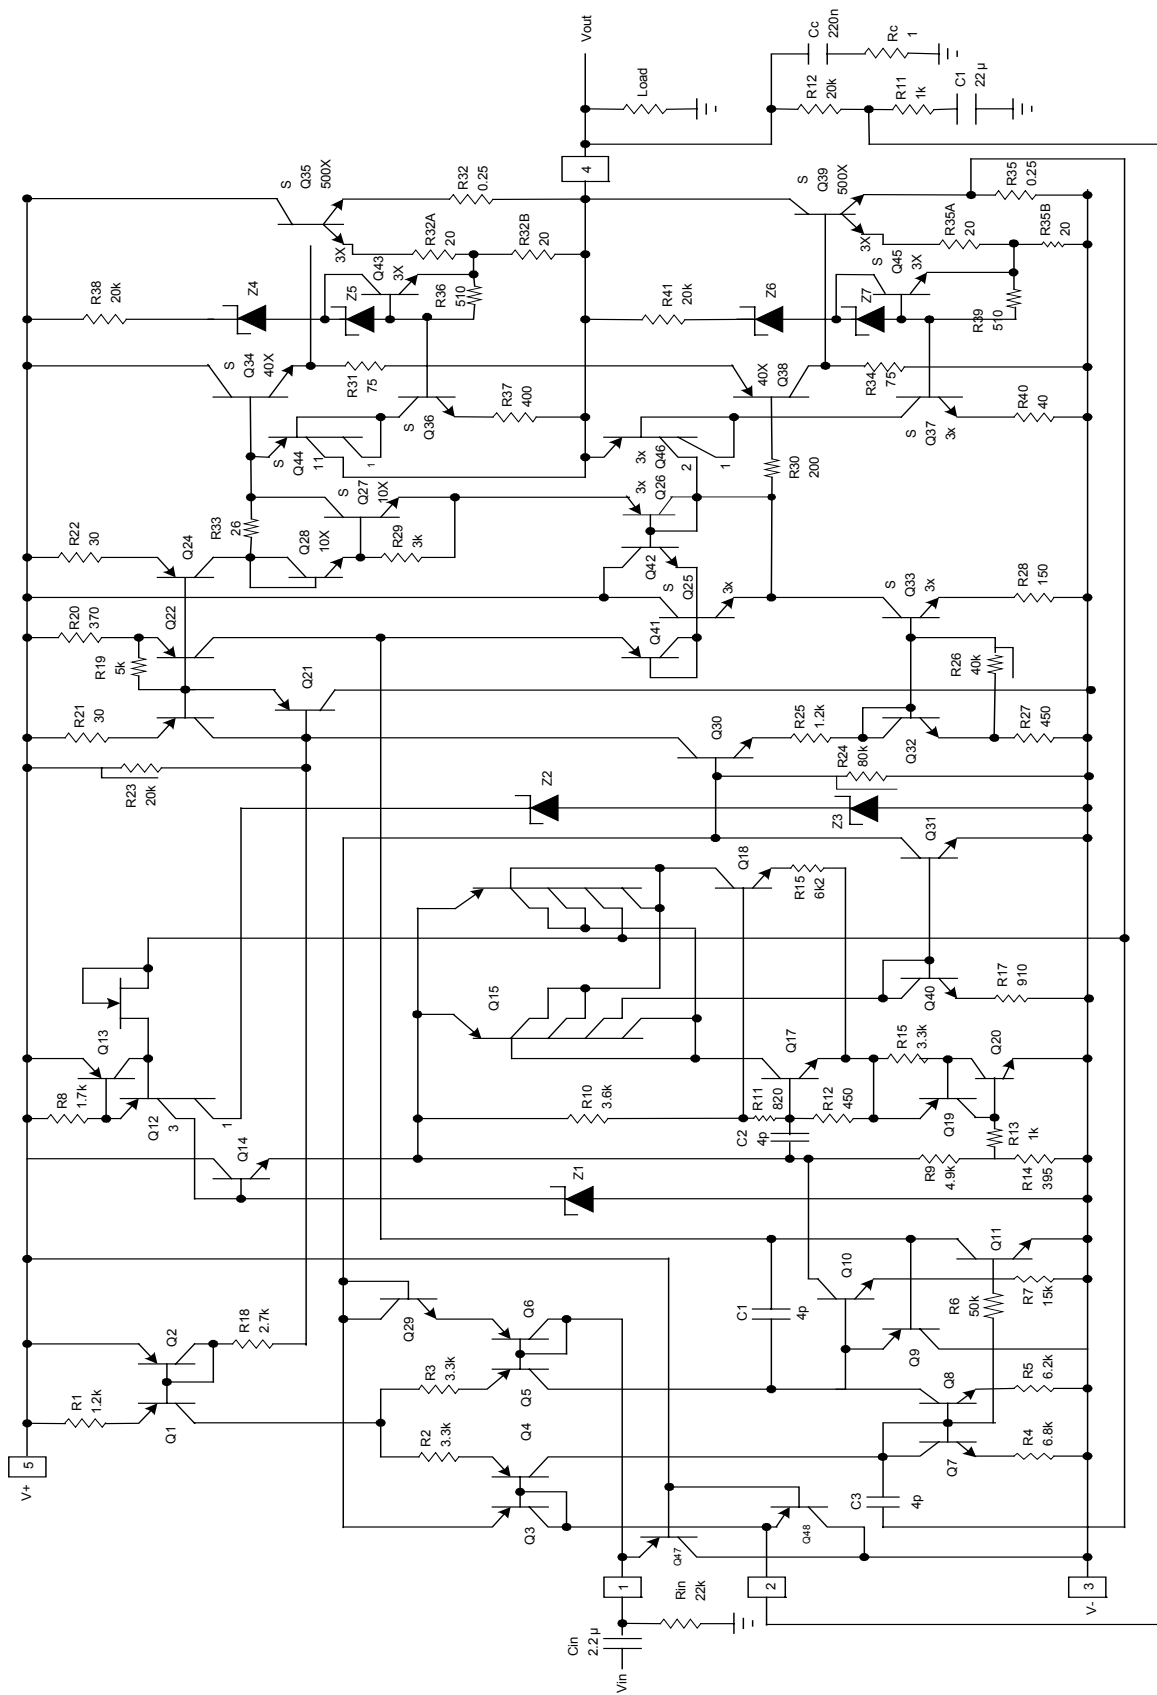 V+
5
R1
1.2k
Q1
Q2
R18
2.7k
R2
3.3k
R3
3.3k
Q3
Q4
Q5
Q6
Q29
Cin
2.2 µ
Vin
Rin
22k
1
2
3
V-
Q47
Q48
C3
4p
Q7
Q8
R4
6.8k
R5
6.2k
Q9
Q10
C1
4p
R6
50k
R7
15k
Q11
R8
1.7k
Q12
3
1
Q13
Q14
Z1
R9
4.9k
R14
395
R13
1k
Q15
R10
3.6k
R11
820
C2
4p
R12
450
Q17
Q18
R15
6k2
R15
3.3k
Q19
Q20
Q40
R17
910
Q31
Z2
Z3
R23
20k
R21
30
R19
5k
R20
370
Q22
Q21
R22
30
Q24
Q30
R25
1.2k
R24
80k
Q32
R26
40k
R27
450
Q33
S
3x
R28
150
Q41
Q25
S
3x
Q42
Q26
3x
R33
26
Q28
10X
Q27
S
10X
R29
3k
R30
200
Q44
S
11
1
Q34
S
40X
R31
75
Q36
S
R37
400
Q46
3x
2
1
Q38
40X
R34
75
Q37
S
3x
R40
40
R38
20k
Z4
Z5
Q43
3X
R36
510
R41
20k
Z6
Z7
Q45
S
3X
R39
510
Q35
S
500X
3X
R32
0.25
R32A
20
R32B
20
4
Q39
S
500X
3X
R35
0.25
R35A
20
R35B
20
Vout
Load
Cc
220n
Rc
1
R12
20k
R11
1k
C1
22 µ